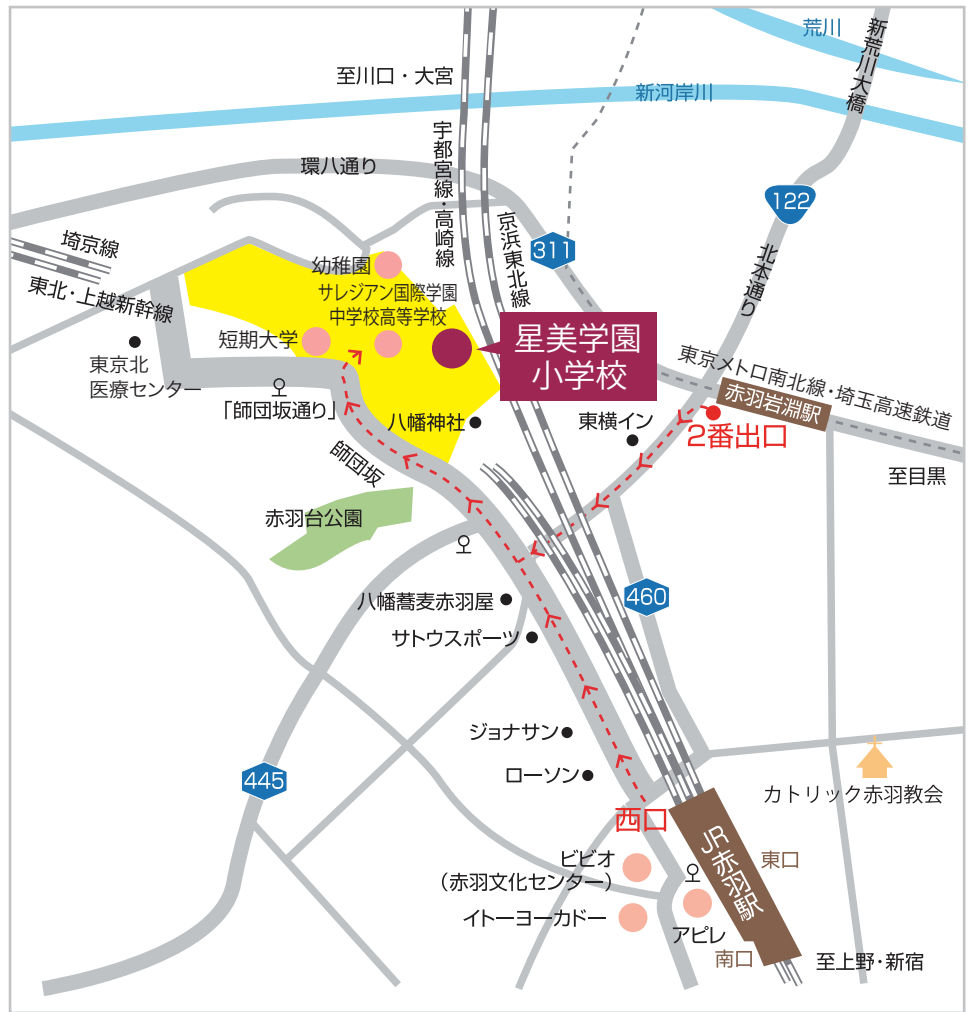 荒川
新荒川大橋
至川口・大宮
新河岸川
宇都宮線・高崎線
環八通り
122
京浜東北線
埼京線
311
北本通り
幼稚園
東北・上越新幹線
サレジアン国際学園
中学校高等学校
短期大学
星美学園
小学校
東京北
医療センター
東京メトロ南北線・埼玉高速鉄道
赤羽岩淵駅
「師団坂通り」
八幡神社
東横イン
2番出口
師団坂
至目黒
赤羽台公園
八幡蕎麦赤羽屋
460
サトウスポーツ
ジョナサン
ローソン
445
カトリック赤羽教会
西口
JR赤羽駅
東口
ビビオ
（赤羽文化センター）
イトーヨーカドー
アピレ
南口
至上野・新宿